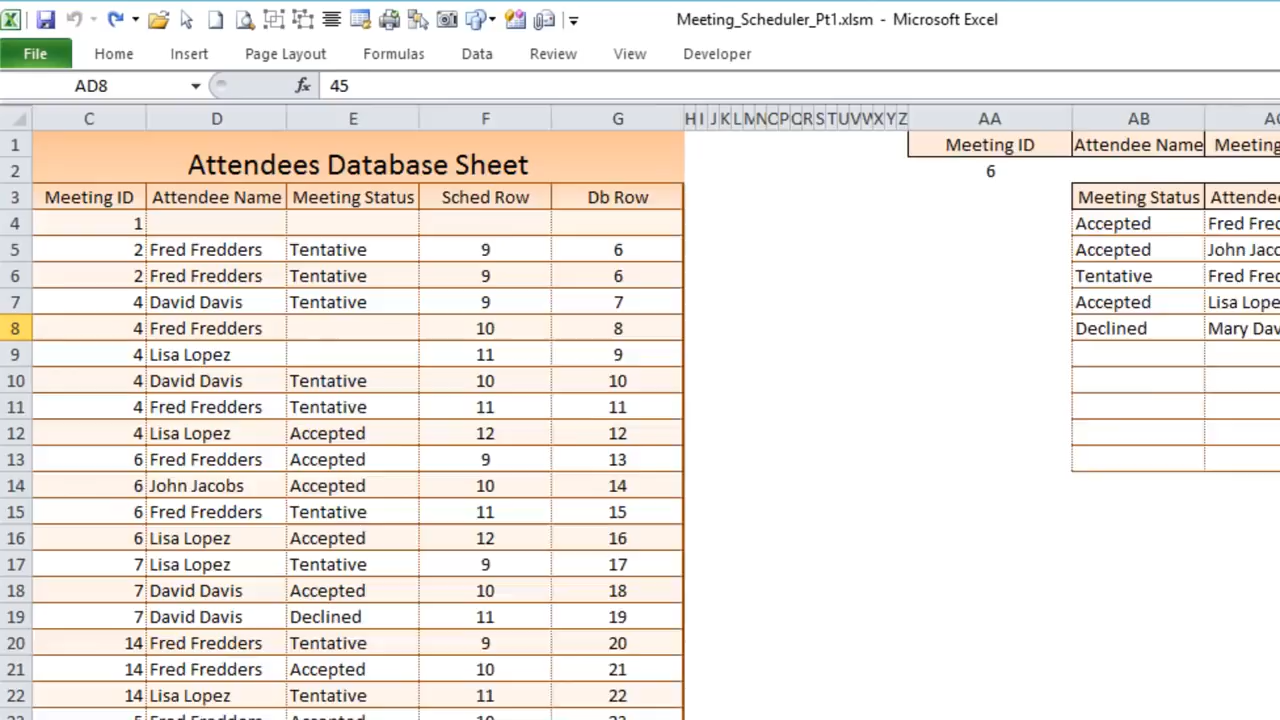 Meeting_Scheduler_Pt1.xlsm - Microsoft Excel
File Home Insert Page Layout Formulas Data Review View Developer
AD8 fx 45
C D E F G H I J K L M N O P Q R S T U V W X Y Z AA AB
1 Meeting ID Attendee Name Meeting
2 Attendees Database Sheet 6
3 Meeting ID Attendee Name Meeting Status Sched Row Db Row Meeting Status
4 1 Accepted
5 2 Fred Fredders Tentative 9 6 Accepted John
6 2 Fred Fredders Tentative 9 6 Tentative
7 4 David Davis Tentative 9 7 Accepted Lisa
8 4 Fred Fredders 10 8 Declined Mary
9 4 Lisa Lopez 11 9
10 4 David Davis Tentative 10 10
11 4 Fred Fredders Tentative 11 11
12 4 Lisa Lopez Accepted 12 12
13 6 Fred Fredders Accepted 9 13
14 6 John Jacobs Accepted 10 14
15 6 Fred Fredders Tentative 11 15
16 6 Lisa Lopez Accepted 12 16
17 7 Lisa Lopez Tentative 9 17
18 7 David Davis Accepted 10 18
19 7 David Davis Declined 11 19
20 14 Fred Fredders Tentative 9 20
21 14 Fred Fredders Accepted 10 21
22 14 Lisa Lopez Tentative 11 22